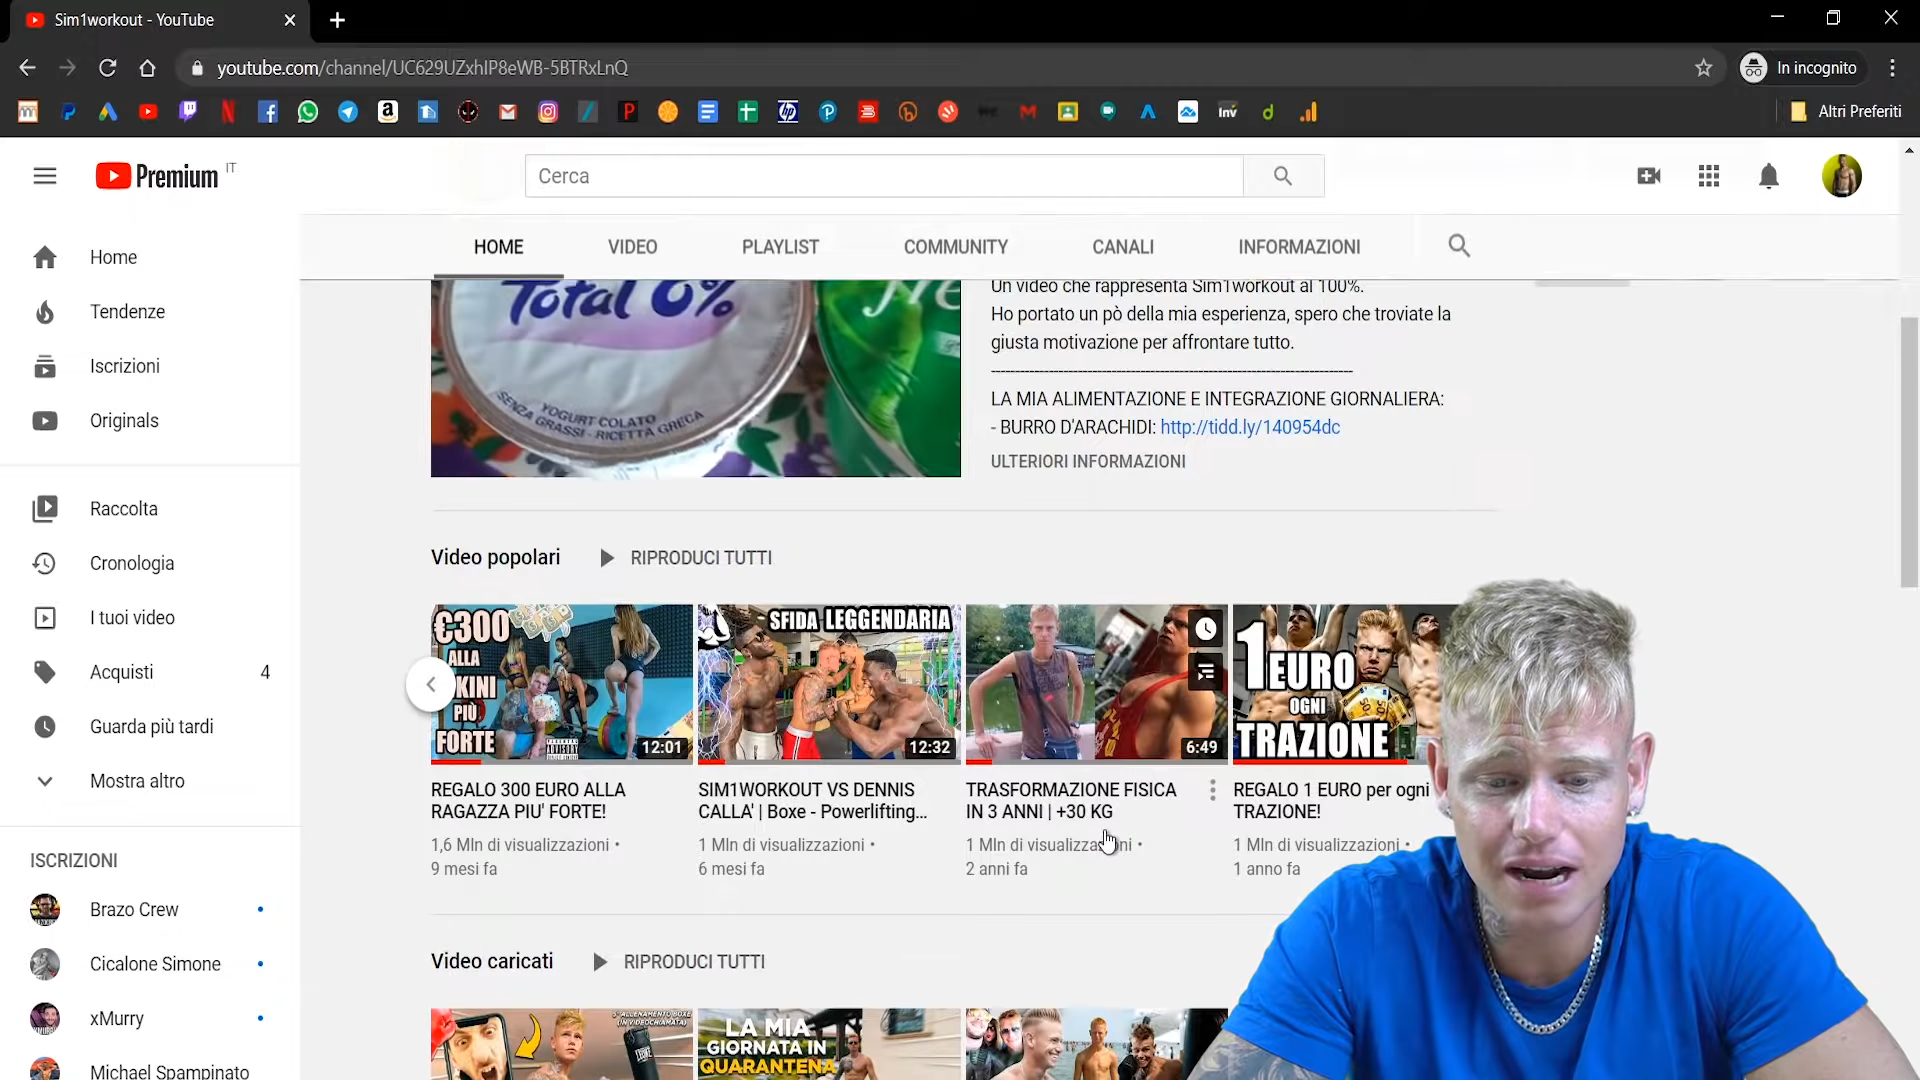 Sim1workout - YouTube
youtube.com/channel/UC629UZxhIP8eWB-5BTRxLnQ
In incognito
Inv
Altri Preferiti
Premium IT
Cerca
HOME VIDEO PLAYLIST COMMUNITY CANALI INFORMAZIONI
Home
Tendenze
Iscrizioni
Originals
Raccolta
Cronologia
I tuoi video
Acquisti 4
Guarda più tardi
Mostra altro
ISCRIZIONI
Brazo Crew
Cicalone Simone
xMurry
Michael Spampinato
Total 0%
YOGURT COLATO
SENZA GRASSI - RICETTA GRECA
Un video che rappresenta Sim1workout al 100%.
Ho portato un pò della mia esperienza, spero che troviate la
giusta motivazione per affrontare tutto.
LA MIA ALIMENTAZIONE E INTEGRAZIONE GIORNALIERA:
- BURRO D'ARACHIDI: http://tidd.ly/140954dc
ULTERIORI INFORMAZIONI
Video popolari RIPRODUCI TUTTI
€300
ALLA
KINI
PIÙ
FORTE
12:01
REGALO 300 EURO ALLA
RAGAZZA PIU' FORTE!
1,6 Mln di visualizzazioni •
9 mesi fa
SFIDA LEGGENDARIA
12:32
SIM1WORKOUT VS DENNIS
CALLA' | Boxe - Powerlifting...
1 Mln di visualizzazioni •
6 mesi fa
6:49
TRASFORMAZIONE FISICA
IN 3 ANNI | +30 KG
1 Mln di visualizzazioni •
2 anni fa
1 EURO
OGNI
TRAZIONE
REGALO 1 EURO per ogni
TRAZIONE!
1 Mln di visualizzazioni •
1 anno fa
Video caricati RIPRODUCI TUTTI
(IN VIDEOCHIAMATA)
LA MIA
GIORNATA IN
QUARANTENA